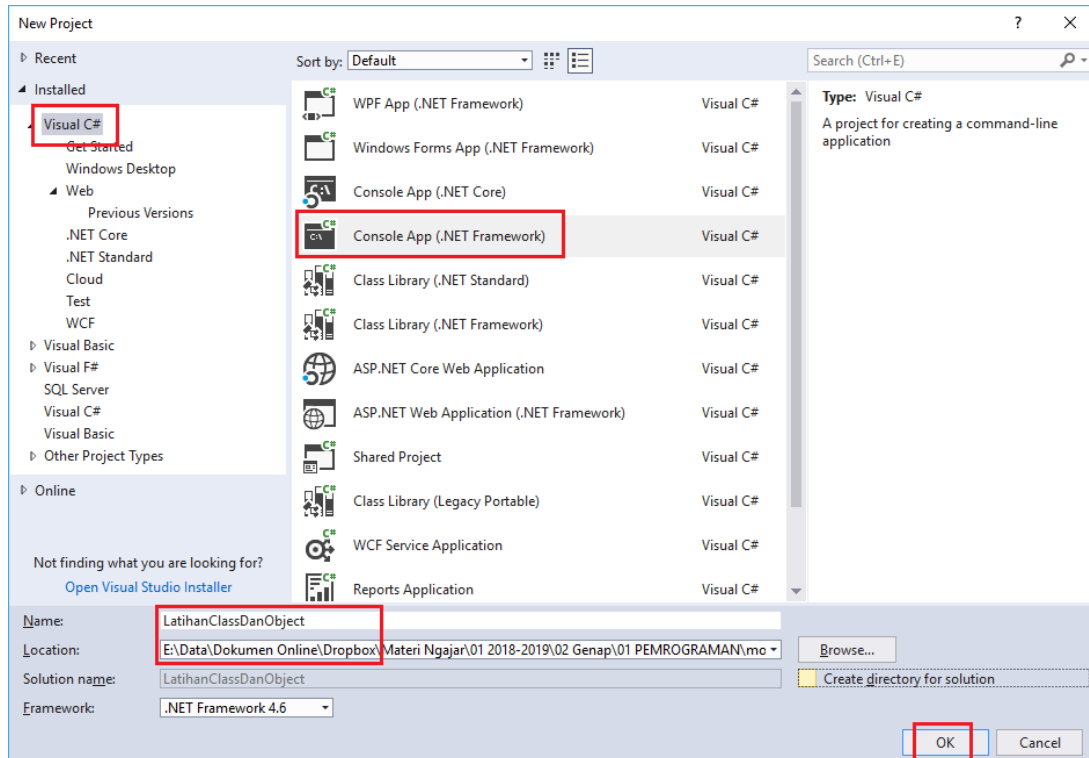 New Project
?
Recent
Installed
Visual C#
Get Started
Windows Desktop
Web
Previous Versions
.NET Core
.NET Standard
Cloud
Test
WCF
Visual Basic
Visual F#
SQL Server
Visual C#
Visual Basic
Other Project Types
Online
Not finding what you are looking for?
Open Visual Studio Installer
Sort by: Default
Search (Ctrl+E)
WPF App (.NET Framework) Visual C#
Windows Forms App (.NET Framework) Visual C#
Console App (.NET Core) Visual C#
Console App (.NET Framework) Visual C#
Class Library (.NET Standard) Visual C#
Class Library (.NET Framework) Visual C#
ASP.NET Core Web Application Visual C#
ASP.NET Web Application (.NET Framework) Visual C#
Shared Project Visual C#
Class Library (Legacy Portable) Visual C#
WCF Service Application Visual C#
Reports Application Visual C#
Type: Visual C#
A project for creating a command-line
application
Name: LatihanClassDanObject
Location: E:\Data\Dokumen Online\Dropbox\Materi Ngajar\01 2018-2019\02 Genap\01 PEMROGRAMAN\mo
Browse...
Solution name: LatihanClassDanObject
Create directory for solution
Framework: .NET Framework 4.6
OK Cancel